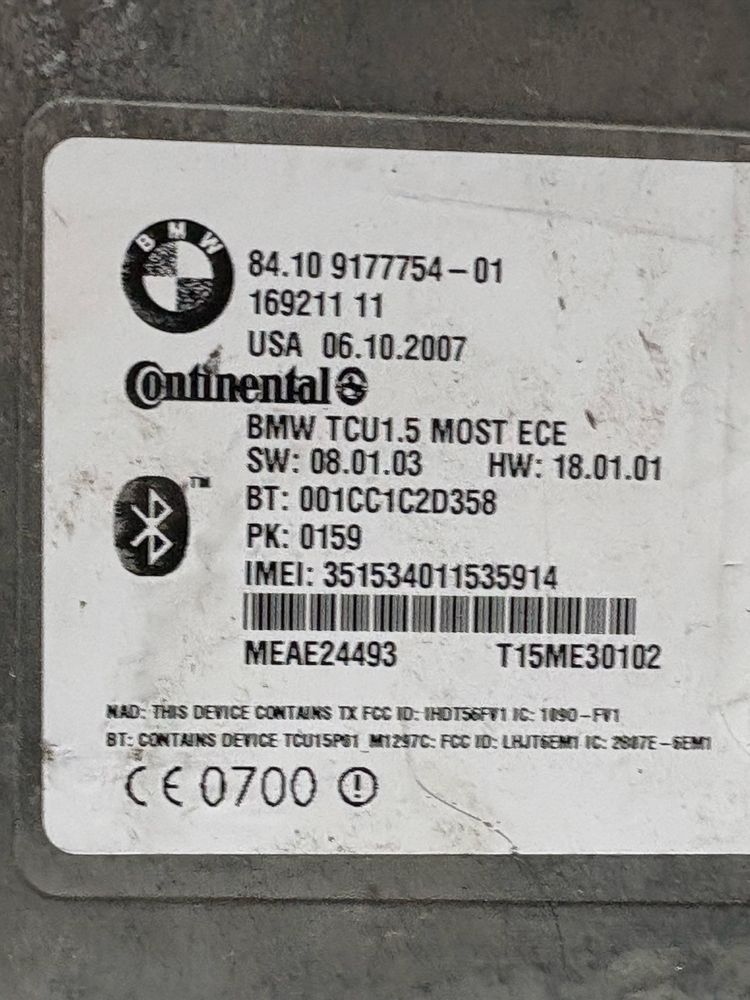 BMW
84.10 9177754-01
169211 11
USA 06.10.2007
Continental
BMW TCU1.5 MOST ECE
SW: 08.01.03 HW: 18.01.01
™
BT: 001CC1C2D358
PK: 0159
IMEI: 351534011535914
MEAE24493 T15ME30102
NAD: THIS DEVICE CONTAINS TX FCC ID: IHDT56FV1 IC: 1090-FV1
BT: CONTAINS DEVICE TCU15P61_M1297C: FCC ID: LHJT6EM1 IC: 2807E-6EM1
CE 0700